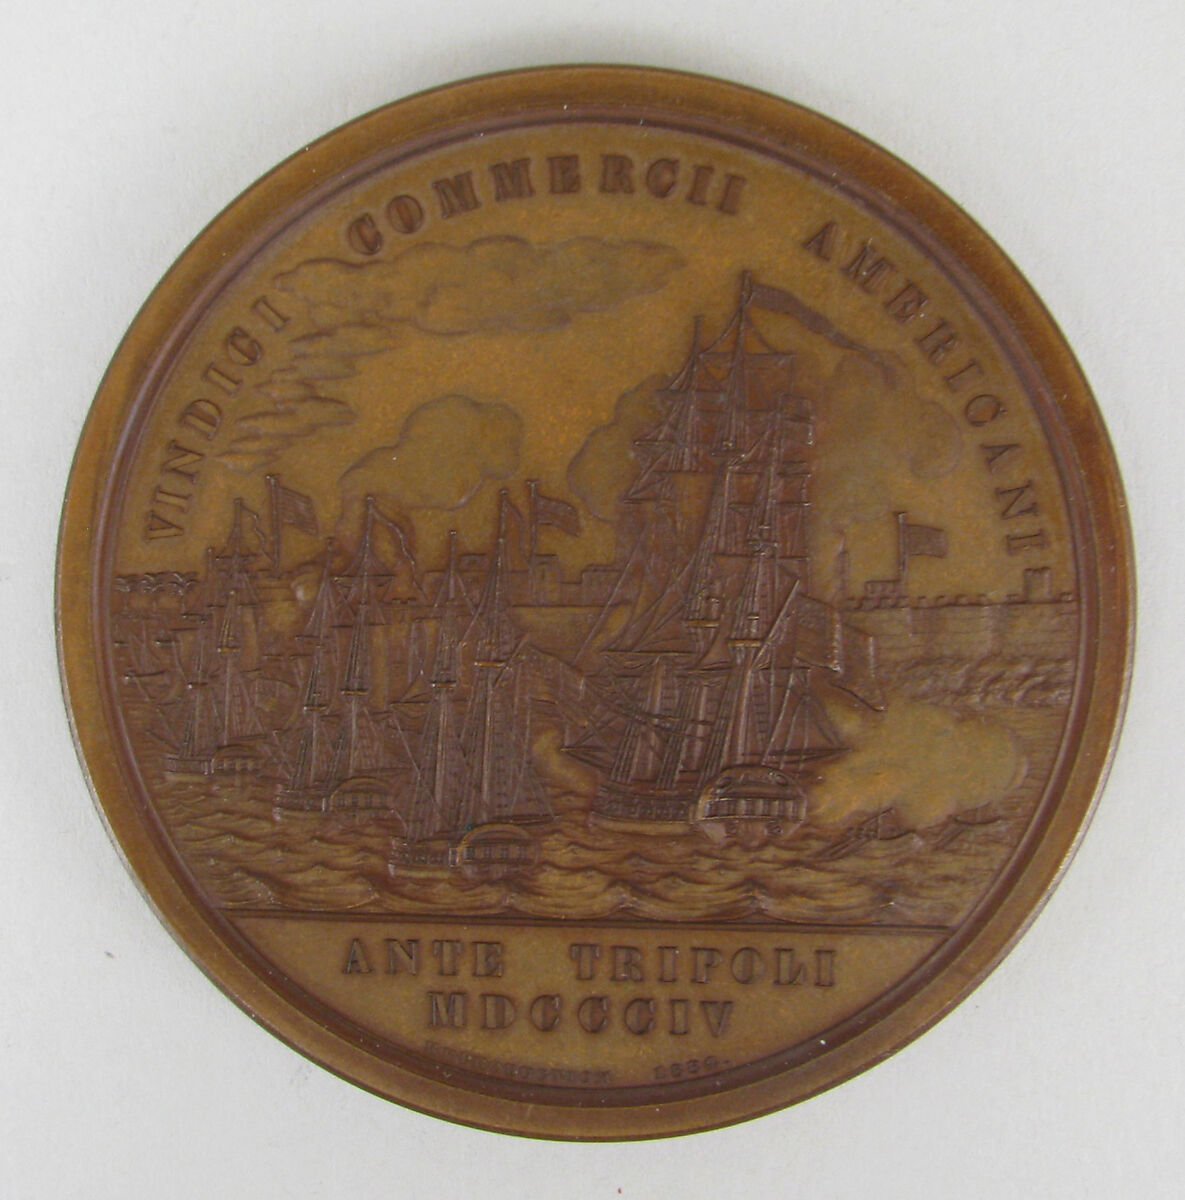 VINDICI COMMERCII AMERICANI
ANTE TRIPOLI
MDCCCIV